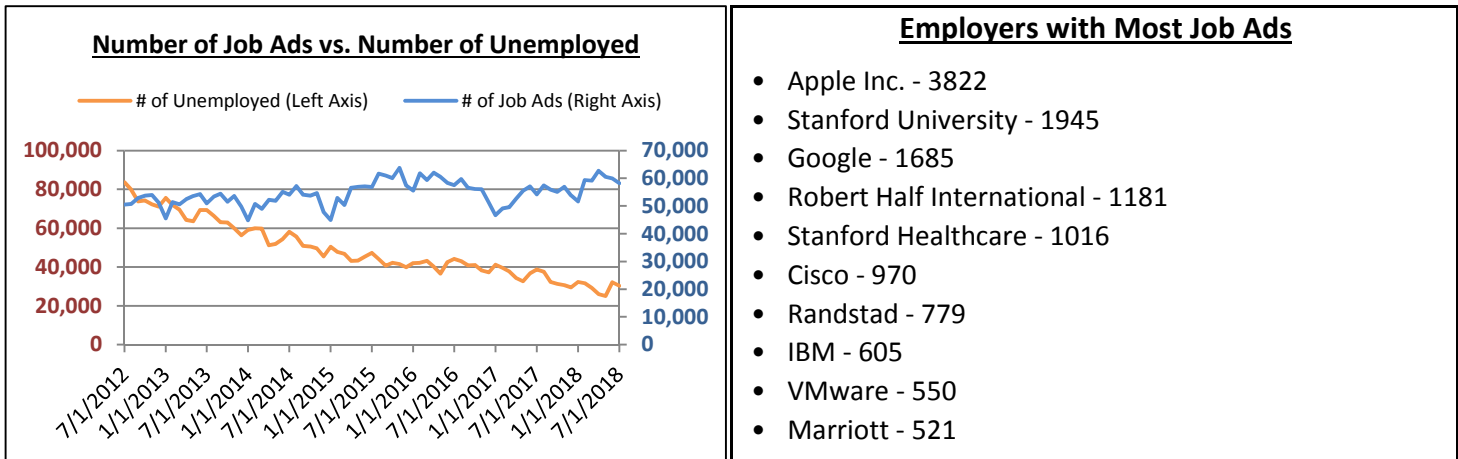 Number of Job Ads vs. Number of Unemployed
# of Unemployed (Left Axis) # of Job Ads (Right Axis)
100,000 70,000
80,000 60,000
60,000 50,000
40,000 40,000
20,000 30,000
0 20,000
10,000
0
7/1/2012
1/1/2013
7/1/2013
1/1/2014
7/1/2014
1/1/2015
7/1/2015
1/1/2016
7/1/2016
1/1/2017
7/1/2017
1/1/2018
7/1/2018
Employers with Most Job Ads
• Apple Inc. - 3822
• Stanford University - 1945
• Google - 1685
• Robert Half International - 1181
• Stanford Healthcare - 1016
• Cisco - 970
• Randstad - 779
• IBM - 605
• VMware - 550
• Marriott - 521